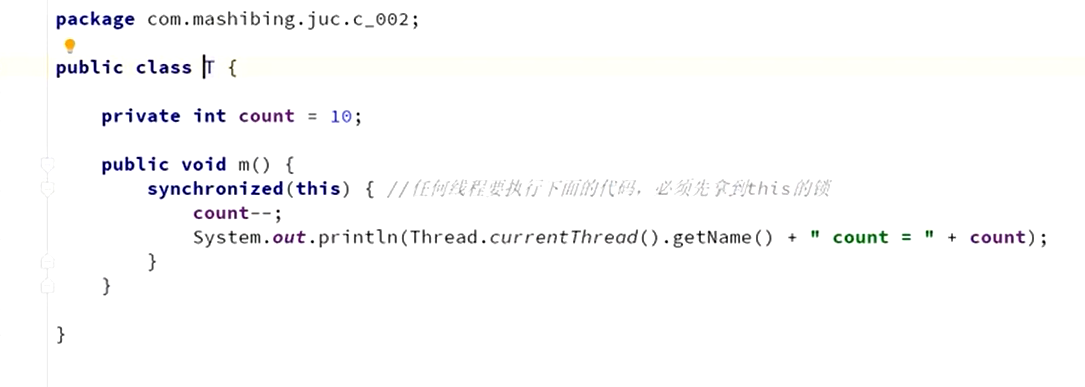 package com.mashibing.juc.c_002;
public class T {
private int count = 10;
public void m() {
synchronized(this) { //任何线程要执行下面的代码，必须先拿到this的锁
count--;
System.out.println(Thread.currentThread().getName() + " count = " + count);
}
}
}